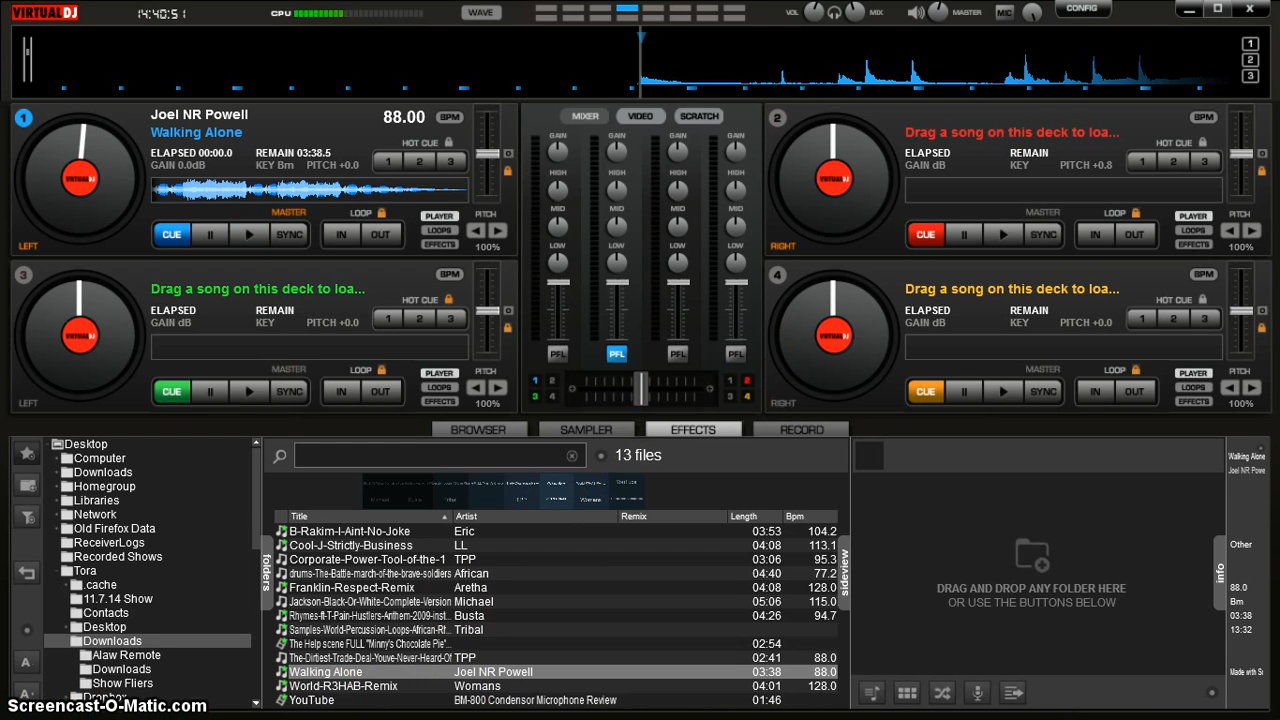 VIRTUAL DJ 14:40:51 CPU WAVE VOL MIX MASTER MIC CONFIG
1
2
3
1 Joel NR Powell 88.00 BPM
Walking Alone
ELAPSED 00:00.0 REMAIN 03:38.5 HOT CUE
GAIN 0.0dB KEY Bm PITCH +0.0 1 2 3
MASTER LOOP PLAYER PITCH
CUE SYNC IN OUT LOOPS
LEFT EFFECTS 100%
MIXER VIDEO SCRATCH
GAIN GAIN GAIN GAIN
HIGH HIGH HIGH HIGH
MID MID MID MID
LOW LOW LOW LOW
PFL PFL PFL PFL
1 2 1 2
3 4 3 4
2 BPM
Drag a song on this deck to loa...
ELAPSED REMAIN HOT CUE
GAIN dB KEY PITCH +0.8 1 2 3
MASTER LOOP PLAYER PITCH
CUE SYNC IN OUT LOOPS
RIGHT EFFECTS 100%
3 BPM
Drag a song on this deck to loa...
ELAPSED REMAIN HOT CUE
GAIN dB KEY PITCH +0.0 1 2 3
MASTER LOOP PLAYER PITCH
CUE SYNC IN OUT LOOPS
LEFT EFFECTS 100%
4 BPM
Drag a song on this deck to loa...
ELAPSED REMAIN HOT CUE
GAIN dB KEY PITCH +0.0 1 2 3
MASTER LOOP PLAYER PITCH
CUE SYNC IN OUT LOOPS
RIGHT EFFECTS 100%
BROWSER SAMPLER EFFECTS RECORD
Desktop
Computer
Downloads
Homegroup
Libraries
Network
Old Firefox Data
ReceiverLogs
Recorded Shows
Tora
.cache
11.7.14 Show
Contacts
Desktop
Downloads
Alaw Remote
Downloads
Show Fliers
Dropbox
folders
13 files
Title Artist Remix Length Bpm
B-Rakim-I-Aint-No-Joke Eric 03:53 104.2
Cool-J-Strictly-Business LL 04:08 113.1
Corporate-Power-Tool-of-the-1 TPP 03:06 95.3
drums-The-Battle-march-of-the-brave-soldiers African 04:40 77.2
Franklin-Respect-Remix Aretha 04:08 128.0
Jackson-Black-Or-White-Complete-Version Michael 05:06 115.0
Rhymes-ft-T-Pain-Hustlers-Anthem-2009-inst... Busta 04:26 94.7
Samples-World-Percussion-Loops-African-Rh Tribal
The Help scene FULL "Minny's Chocolate Pie"... 02:54
The-Dirtiest-Trade-Deal-Youve-Never-Heard-Of TPP 02:41 88.0
Walking Alone Joel NR Powell 03:38 88.0
World-R3HAB-Remix Womans 04:01 128.0
YouTube BM-800 Condensor Microphone Review 01:46
sideview
DRAG AND DROP ANY FOLDER HERE
OR USE THE BUTTONS BELOW
info
Walking Alone
Joel NR Powe
Other
88.0
Bm
03:38
13:32
Made with Sc
Screencast-O-Matic.com